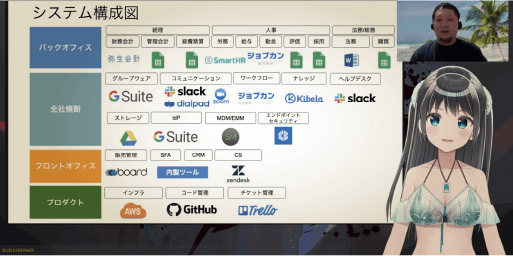 システム構成図
経理
人事
法務/総務
バックオフィス
財務会計
管理会計
経費精算
労務
給与
勤怠
評価
採用
法務
購買
弥生会計
SmartHR
ジョブカン
W
全社横断
グループウェア
コミュニケーション
ワークフロー
ナレッジ
ヘルプデスク
G Suite
slack
dialpad
zoom
ジョブカン
Kibela
slack
ストレージ
IdP
MDM/EMM
エンドポイント
セキュリティ
G Suite
SM
フロントオフィス
販売管理
SFA
CRM
CS
board
内製ツール
zendesk
プロダクト
インフラ
コード管理
チケット管理
AWS
GitHub
Trello